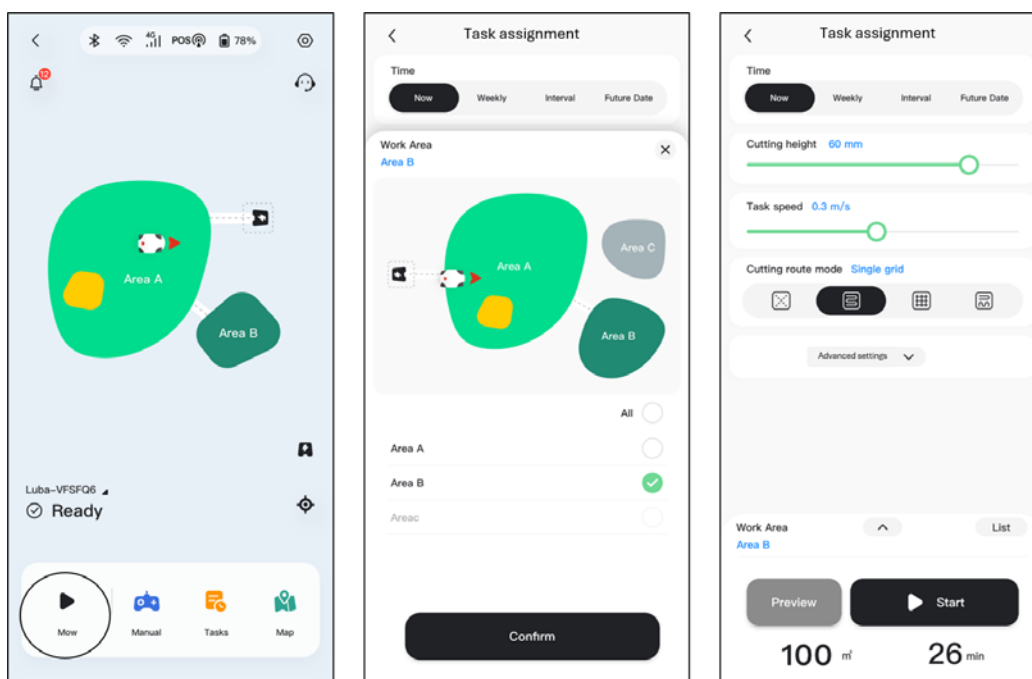 4G
POS
78%
12
Area A
Area B
Luba-VFSFQ6
Ready
Mow
Manual
Tasks
Map
Task assignment
Time
Now
Weekly
Interval
Future Date
Work Area
Area B
Area C
Area A
Area B
All
Area A
Area B
Areac
Confirm
Task assignment
Time
Now
Weekly
Interval
Future Date
Cutting height 60 mm
Task speed 0.3 m/s
Cutting route mode Single grid
Advanced settings
Work Area
List
Area B
Preview
Start
100 ㎡
26 min